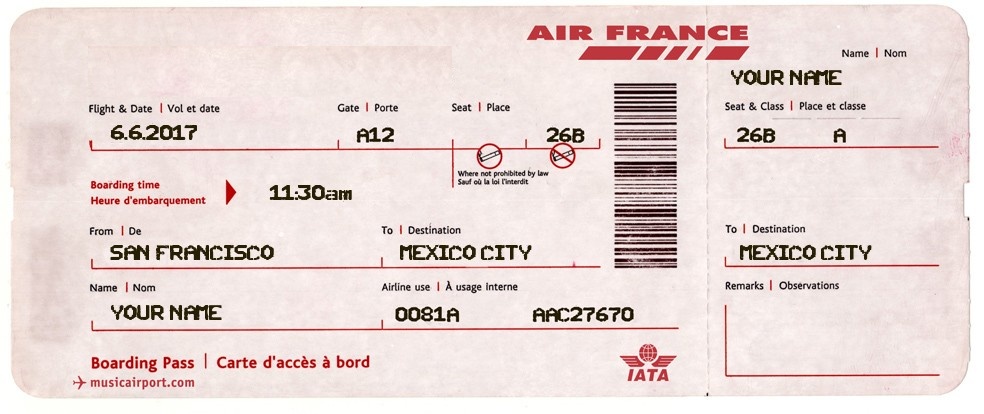 AIR FRANCE
Name | Nom
YOUR NAME
Flight & Date | Vol et date
Gate | Porte
Seat | Place
Seat & Class | Place et classe
6.6.2017
A12
26B
26B A
Where not prohibited by law
Sauf où la loi l'interdit
Boarding time
Heure d'embarquement
11:30am
From | De
To | Destination
To | Destination
SAN FRANCISCO
MEXICO CITY
MEXICO CITY
Name | Nom
Airline use | À usage interne
Remarks | Observations
YOUR NAME
0081A
AAC27670
Boarding Pass | Carte d'accès à bord
musicairport.com
IATA